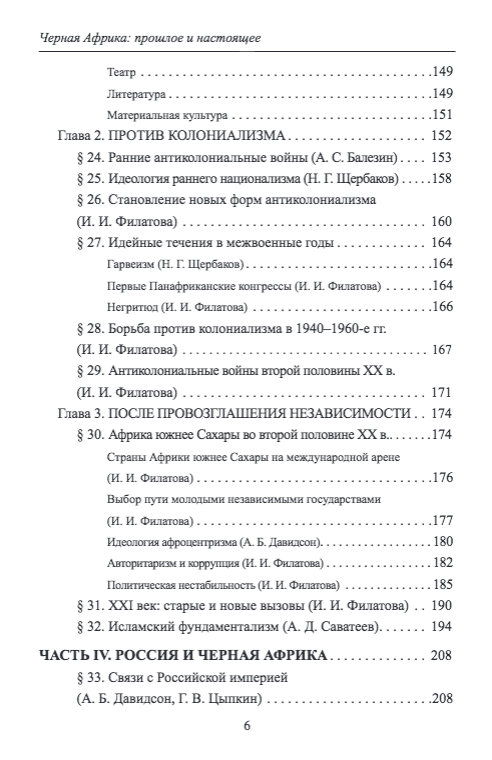 Черная Африка: прошлое и настоящее
Театр . . . . . . . . . . . . . . . . . . . . . . . . . . . . . . . . . . . . . . . . .149
Литература . . . . . . . . . . . . . . . . . . . . . . . . . . . . . . . . . . . . .149
Материальная культура . . . . . . . . . . . . . . . . . . . . . . . . . . . . 151
Глава 2. ПРОТИВ КОЛОНИАЛИЗМА . . . . . . . . . . . . . . . . . . . . 152
§ 24. Ранние антиколониальные войны (А. С. Балезин) . . . . 153
§ 25. Идеология раннего национализма (Н. Г. Щербаков) . . . . .158
§ 26. Становление новых форм антиколониализма
(И. И. Филатова) . . . . . . . . . . . . . . . . . . . . . . . . . . . . . . . . . . . 160
§ 27. Идейные течения в межвоенные годы . . . . . . . . . . . . . 164
Гарвеизм (Н. Г. Щербаков) . . . . . . . . . . . . . . . . . . . . . . . . . . .164
Первые Панафриканские конгрессы (И. И. Филатова) . . . . . . .164
Негритюд (И. И. Филатова) . . . . . . . . . . . . . . . . . . . . . . . . . .166
§ 28. Борьба против колониализма в 1940–1960-е гг.
(И. И. Филатова) . . . . . . . . . . . . . . . . . . . . . . . . . . . . . . . . . . . 167
§ 29. Антиколониальные войны второй половины XX в.
(И. И. Филатова) . . . . . . . . . . . . . . . . . . . . . . . . . . . . . . . . . . . 171
Глава 3. ПОСЛЕ ПРОВОЗГЛАШЕНИЯ НЕЗАВИСИМОСТИ . . 174
§ 30. Африка южнее Сахары во второй половине XX в.. . . . . .174
Страны Африки южнее Сахары на международной арене
(И. И. Филатова) . . . . . . . . . . . . . . . . . . . . . . . . . . . . . . . . . .176
Выбор пути молодыми независимыми государствами
(И. И. Филатова) . . . . . . . . . . . . . . . . . . . . . . . . . . . . . . . . . .177
Идеология афроцентризма (А. Б. Давидсон). . . . . . . . . . . . . . . . 180
Авторитаризм и коррупция (И. И. Филатова) . . . . . . . . . . . . . . . 182
Политическая нестабильность (И. И. Филатова) . . . . . . . . . . . . . 185
§ 31. XXI век: старые и новые вызовы (И. И. Филатова) . . 190
§ 32. Исламский фундаментализм (А. Д. Саватеев). . . . . . . 194
ЧАСТЬ IV. РОССИЯ И ЧЕРНАЯ АФРИКА . . . . . . . . . . . . . . 208
§ 33. Связи с Российской империей
(А. Б. Давидсон, Г. В. Цыпкин) . . . . . . . . . . . . . . . . . . . . . . . .208
6